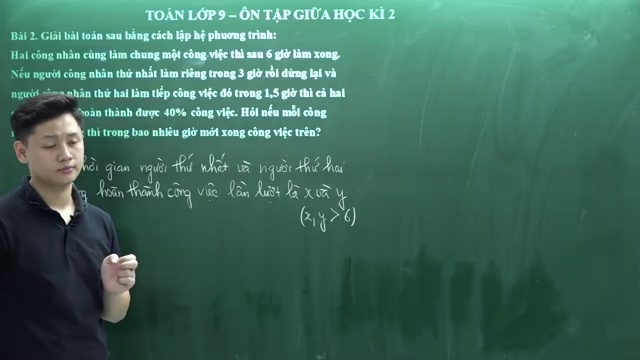 TOÁN LỚP 9 – ÔN TẬP GIỮA HỌC KÌ 2
Bài 2. Giải bài toán sau bằng cách lập hệ phương trình:
Hai công nhân cùng làm chung một công việc thì sau 6 giờ làm xong.
Nếu người công nhân thứ nhất làm riêng trong 3 giờ rồi dừng lại và
người công nhân thứ hai làm tiếp công việc đó trong 1,5 giờ thì cả hai
hoàn thành được 40% công việc. Hỏi nếu mỗi công
thì trong bao nhiêu giờ mới xong công việc trên?
gian người thứ nhất và người thứ hai
hoàn thành công việc lần lượt là x và y
(x, y > 6)